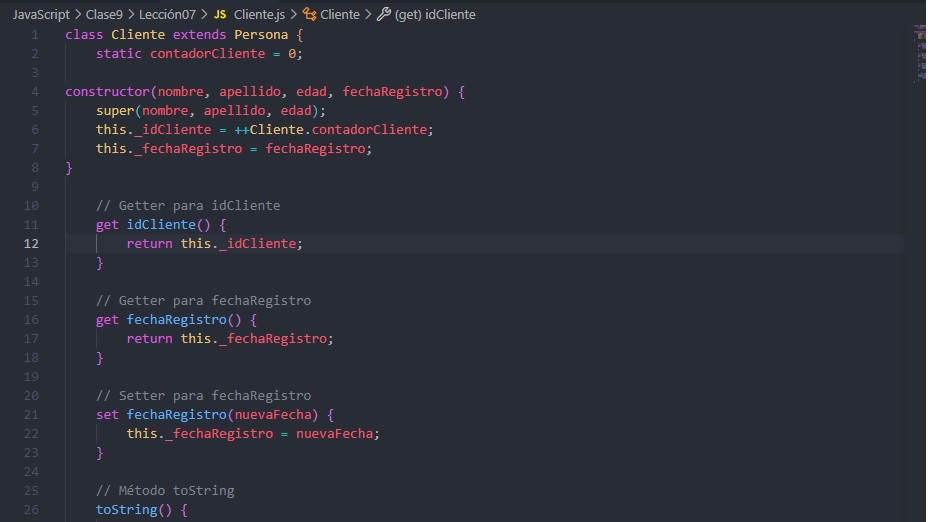 JavaScript > Clase9 > Lección07 > JS Cliente.js > Cliente > (get) idCliente
1 class Cliente extends Persona {
2     static contadorCliente = 0;
3
4 constructor(nombre, apellido, edad, fechaRegistro) {
5     super(nombre, apellido, edad);
6     this._idCliente = ++Cliente.contadorCliente;
7     this._fechaRegistro = fechaRegistro;
8 }
9
10     // Getter para idCliente
11     get idCliente() {
12         return this._idCliente;
13     }
14
15     // Getter para fechaRegistro
16     get fechaRegistro() {
17         return this._fechaRegistro;
18     }
19
20     // Setter para fechaRegistro
21     set fechaRegistro(nuevaFecha) {
22         this._fechaRegistro = nuevaFecha;
23     }
24
25     // Método toString
26     toString() {